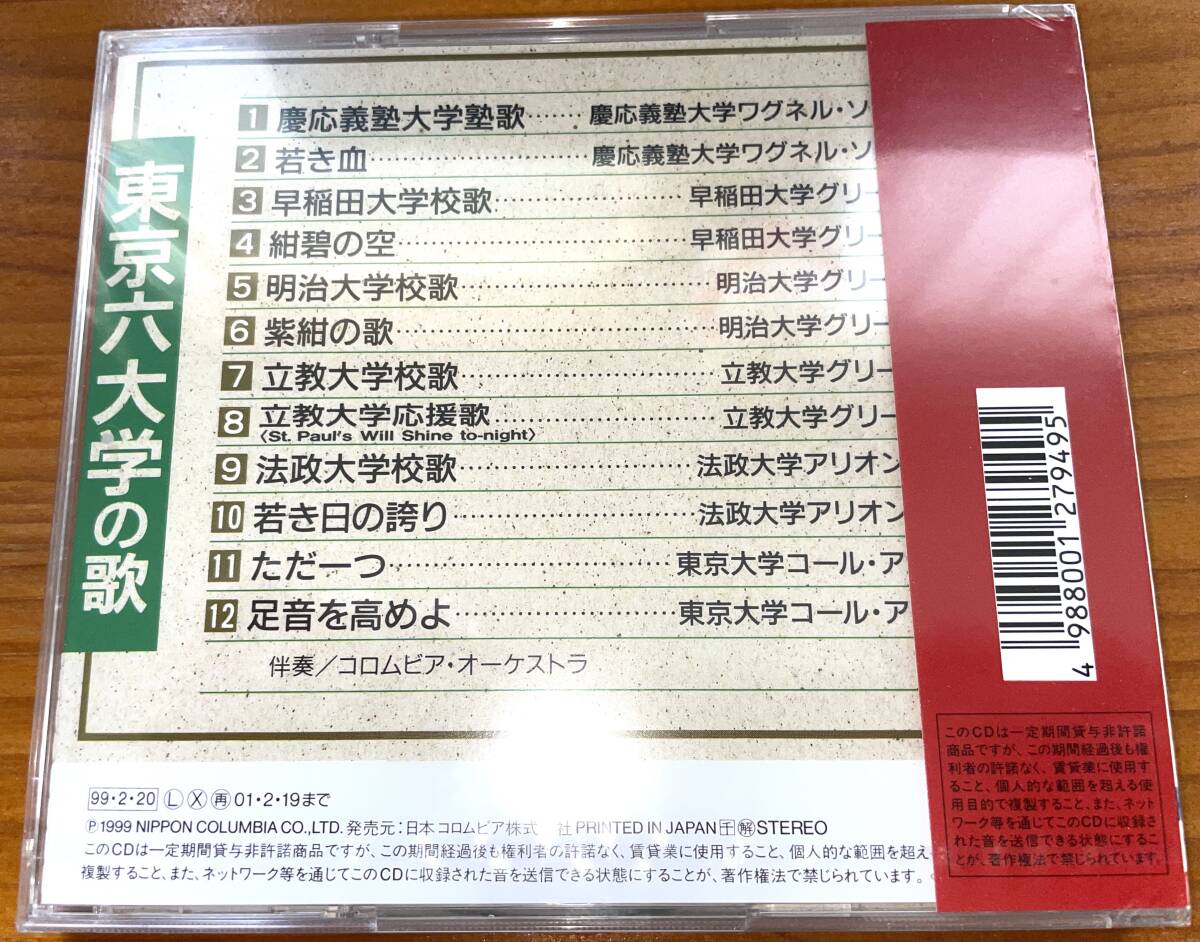 東京六大学の歌
1 慶応義塾大学塾歌……慶応義塾大学ワグネル・ソ
2 若き血……慶応義塾大学ワグネル・ソ
3 早稲田大学校歌……早稲田大学グリー
4 紺碧の空……早稲田大学グリー
5 明治大学校歌……明治大学グリー
6 紫紺の歌……明治大学グリー
7 立教大学校歌……立教大学グリー
8 立教大学応援歌……立教大学グリー
〈St. Paul's Will Shine to-night〉
9 法政大学校歌……法政大学アリオン
10 若き日の誇り……法政大学アリオン
11 ただ一つ……東京大学コール・ア
12 足音を高めよ……東京大学コール・ア
伴奏/コロムビア・オーケストラ
99・2・20 Ⓛ Ⓧ ㊢ 01・2・19まで
Ⓟ1999 NIPPON COLUMBIA CO.,LTD. 発売元:日本コロムビア株式 社 PRINTED IN JAPAN 干 解 STEREO
このCDは一定期間貸与非許諾商品ですが、この期間経過後も権利者の許諾なく、賃貸業に使用すること、個人的な範囲を超え
複製すること、また、ネットワーク等を通じてこのCDに収録された音を送信できる状態にすることが、著作権法で禁じられています。
4 988001 279495
このCDは一定期間貸与非許諾
商品ですが、この期間経過後も権
利者の許諾なく、賃貸業に使用す
ること、個人的な範囲を超える使
用目的で複製すること、また、ネット
ワーク等を通じてこのCDに収録さ
れた音を送信できる状態にするこ
とが、著作権法で禁じられています。